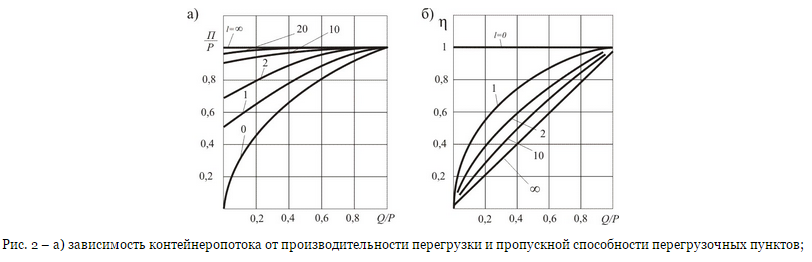 а)
П/P
l=∞
20
10
2
1
0
0,8
0,6
0,4
0,2
0,2 0,4 0,6 0,8 Q/P
б)
η
l=0
1
1
2
10
∞
0,8
0,6
0,4
0,2
0,2 0,4 0,6 0,8 Q/P
Рис. 2 – а) зависимость контейнеропотока от производительности перегрузки и пропускной способности перегрузочных пунктов;